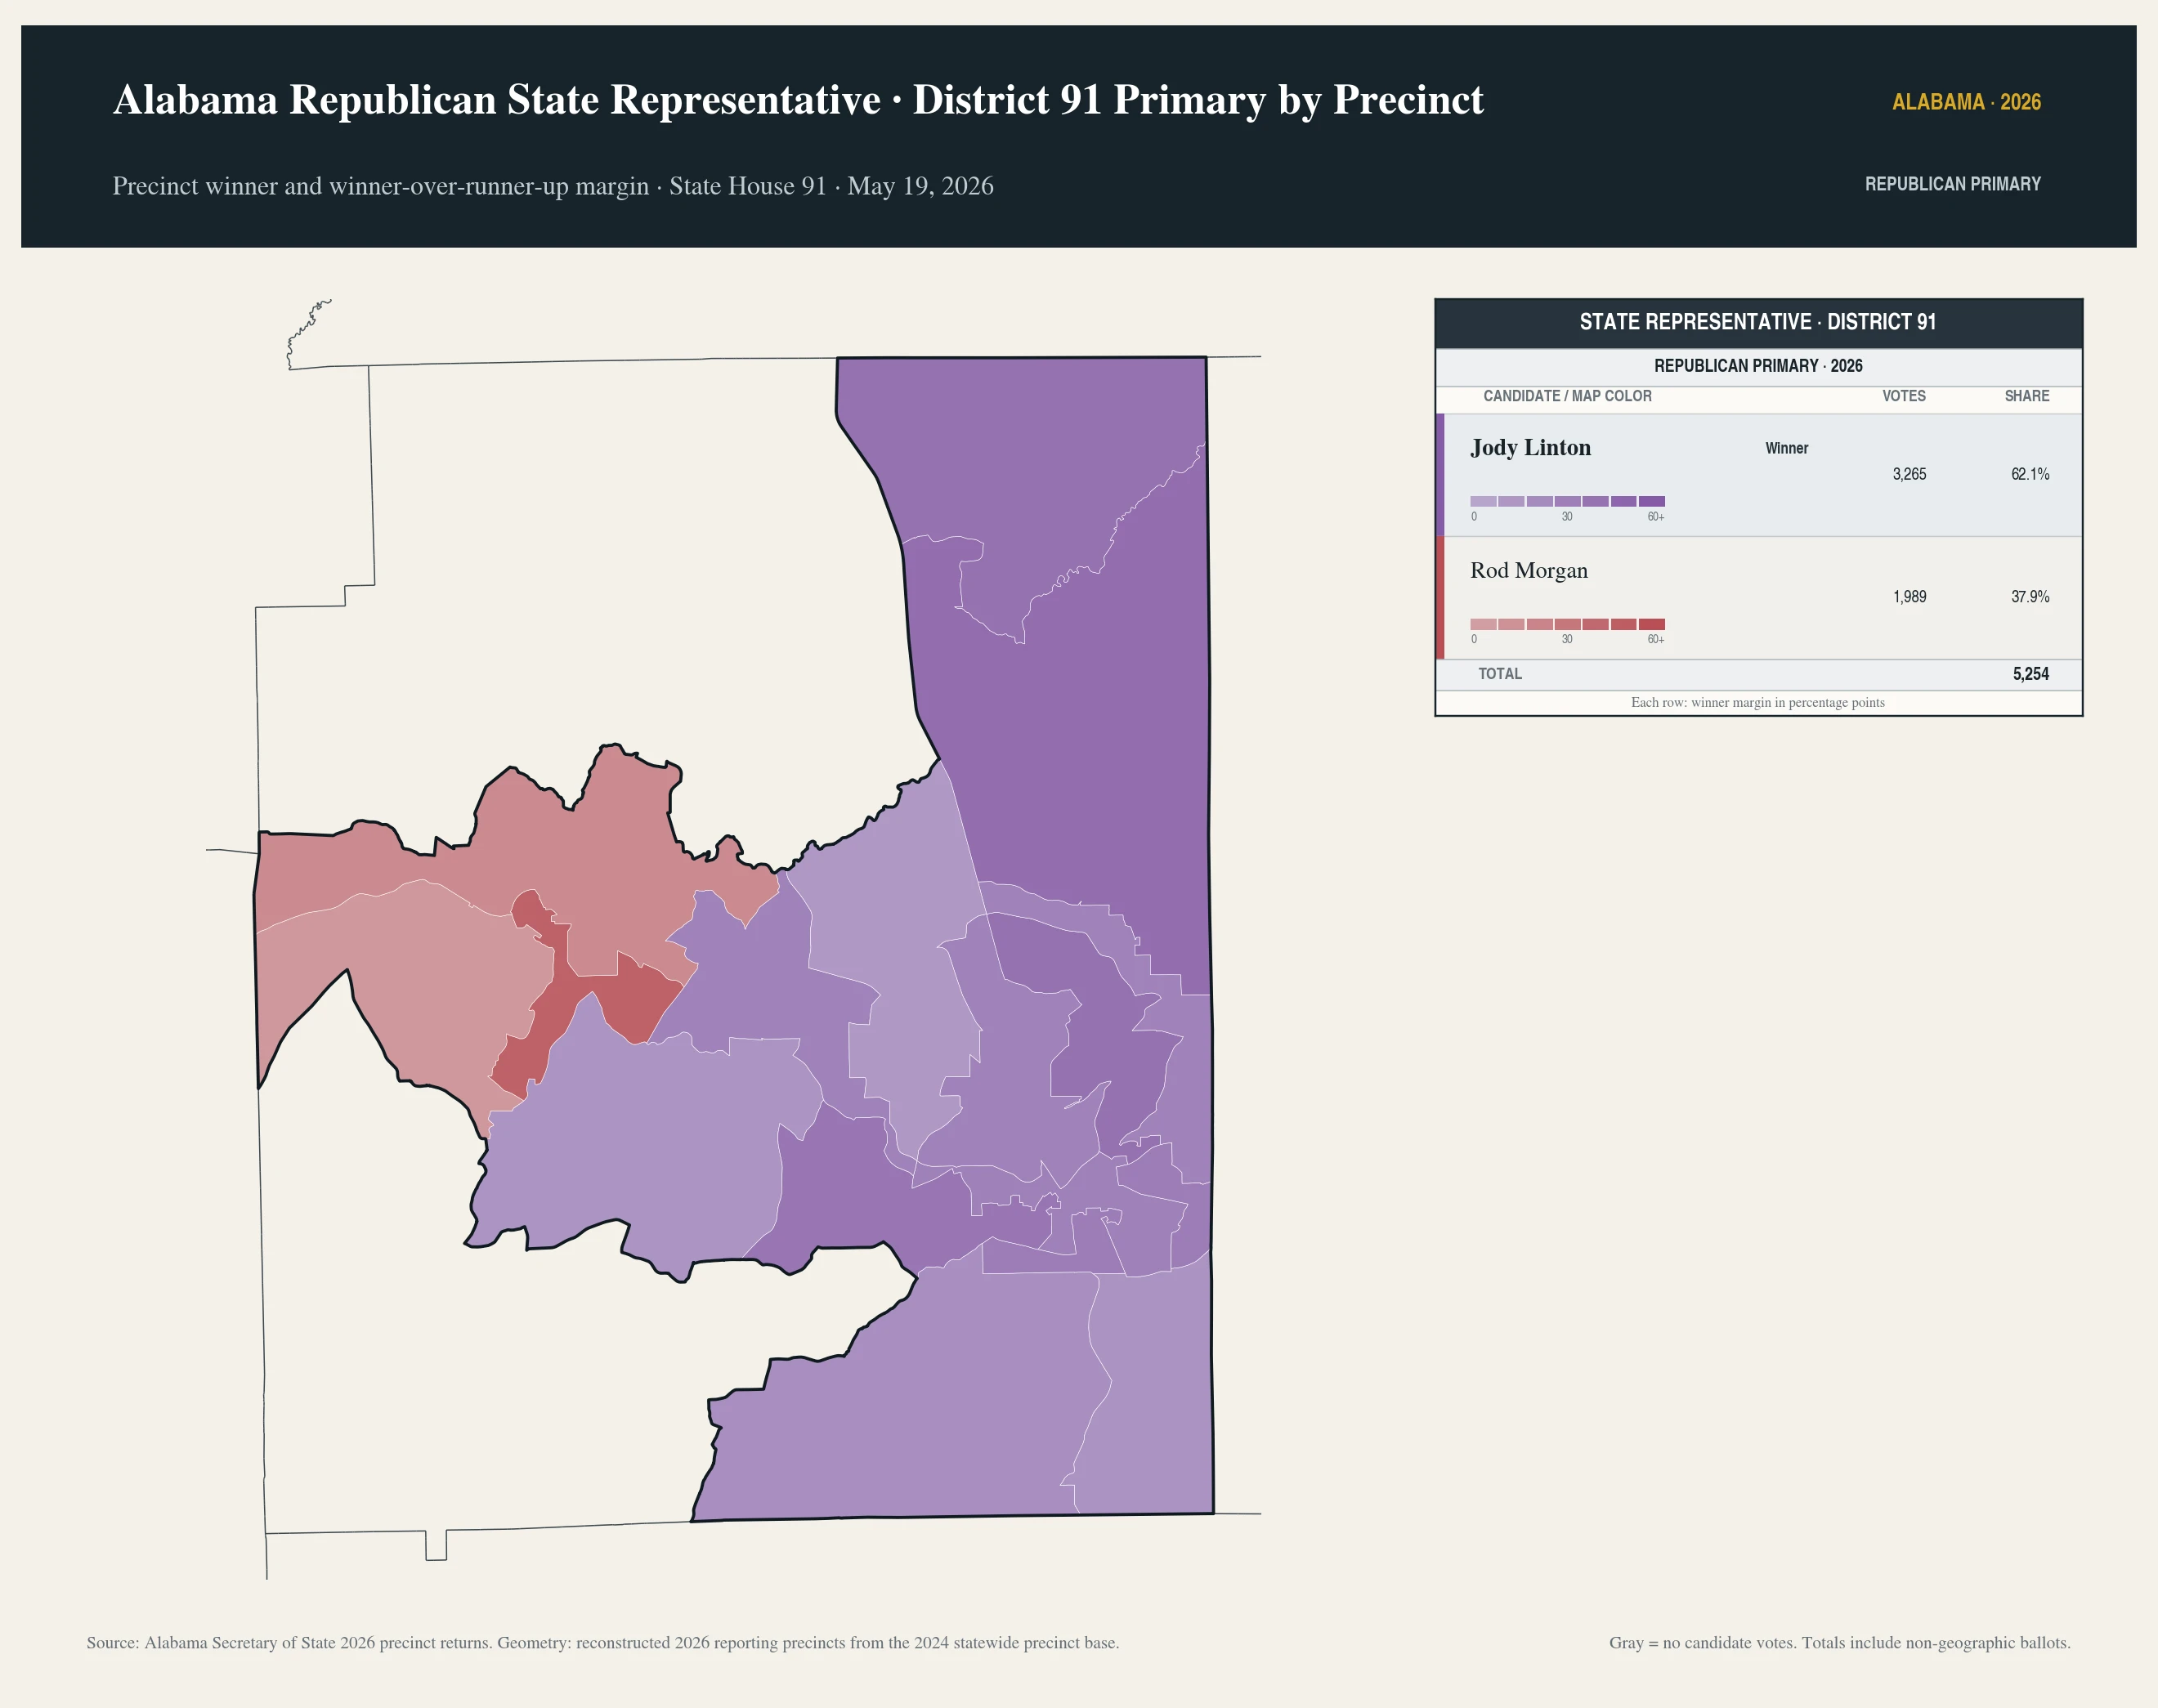 Alabama Republican State Representative · District 91 Primary by Precinct
ALABAMA · 2026
Precinct winner and winner-over-runner-up margin · State House 91 · May 19, 2026
REPUBLICAN PRIMARY
STATE REPRESENTATIVE · DISTRICT 91
REPUBLICAN PRIMARY · 2026
CANDIDATE / MAP COLOR VOTES SHARE
Jody Linton Winner
3,265 62.1%
0 30 60+
Rod Morgan
1,989 37.9%
0 30 60+
TOTAL 5,254
Each row: winner margin in percentage points
Source: Alabama Secretary of State 2026 precinct returns. Geometry: reconstructed 2026 reporting precincts from the 2024 statewide precinct base.
Gray = no candidate votes. Totals include non-geographic ballots.